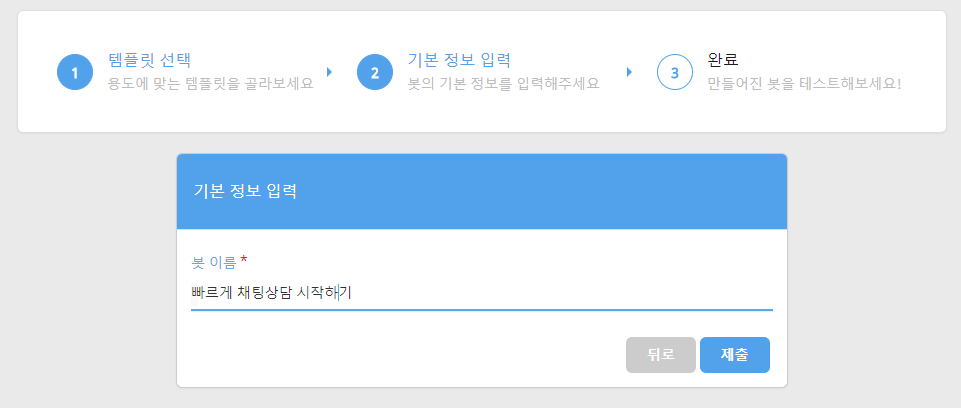 1
템플릿 선택
용도에 맞는 템플릿을 골라보세요
2
기본 정보 입력
봇의 기본 정보를 입력해주세요
3
완료
만들어진 봇을 테스트해보세요!
기본 정보 입력
봇 이름 *
빠르게 채팅상담 시작하기
뒤로 제출